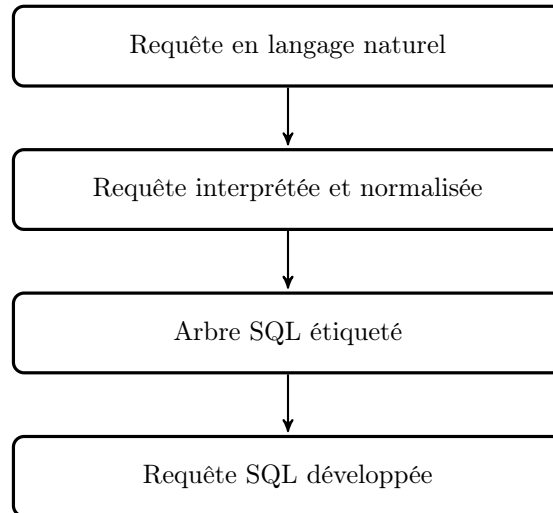 Requête en langage naturel
Requête interprétée et normalisée
Arbre SQL étiqueté
Requête SQL développée